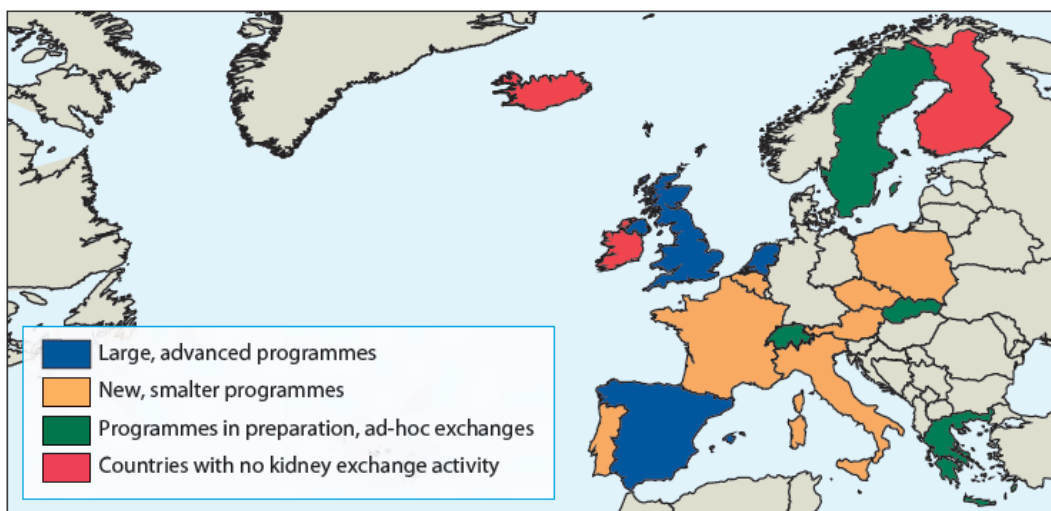 Large, advanced programmes
New, smalter programmes
Programmes in preparation, ad-hoc exchanges
Countries with no kidney exchange activity